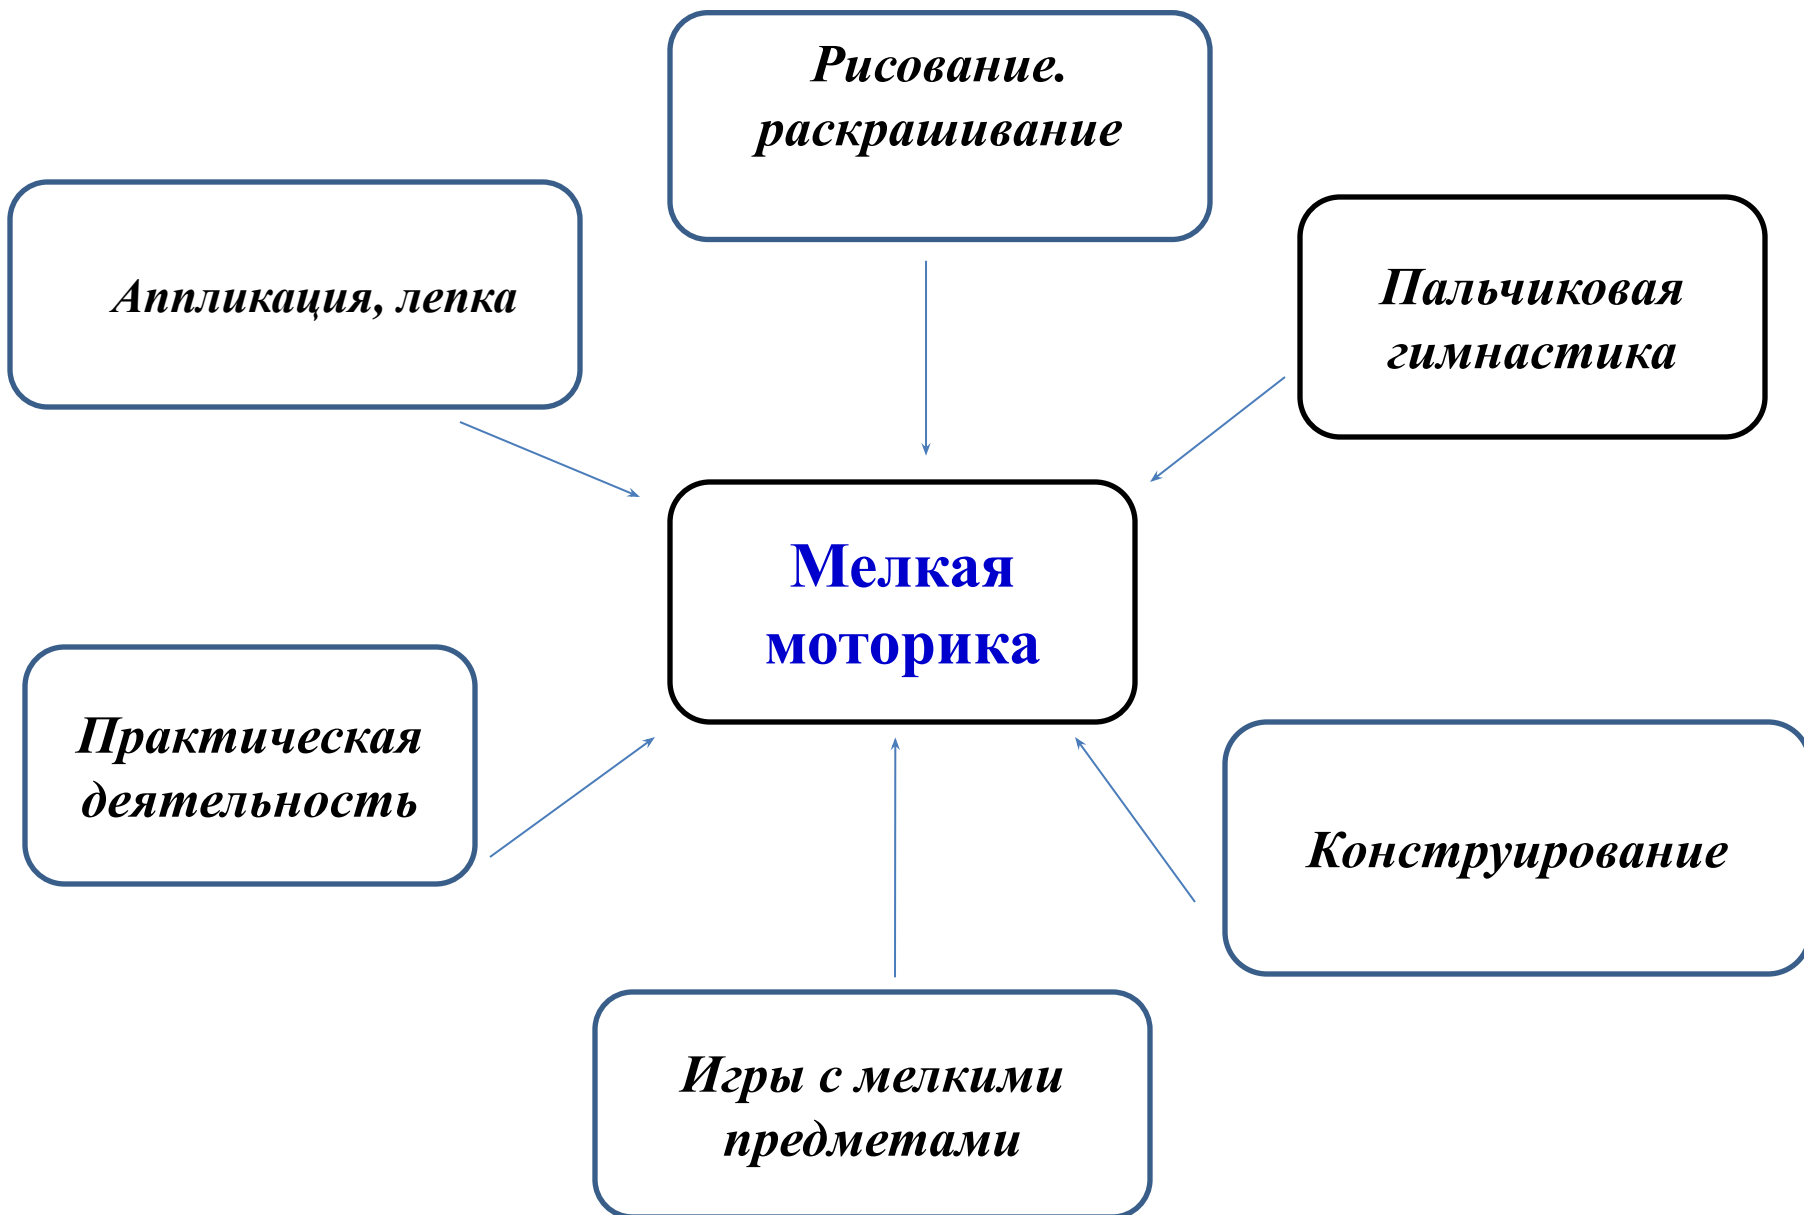 Рисование.
раскрашивание
Аппликация, лепка
Пальчиковая
гимнастика
Мелкая
моторика
Практическая
деятельность
Конструирование
Игры с мелкими
предметами